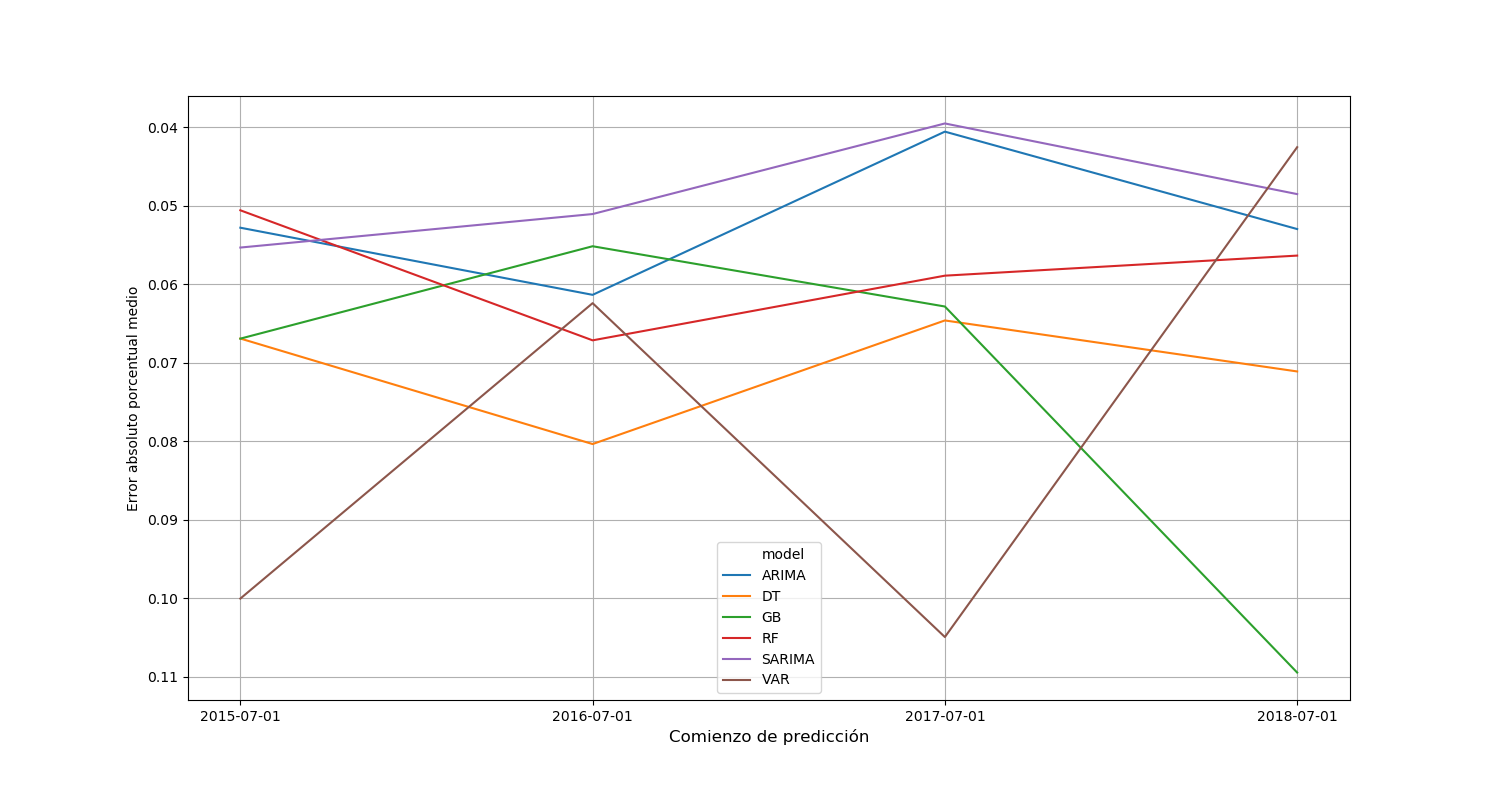 0.04
0.05
0.06
0.07
0.08
0.09
0.10
0.11
Error absoluto porcentual medio
model
ARIMA
DT
GB
RF
SARIMA
VAR
2015-07-01 2016-07-01 2017-07-01 2018-07-01
Comienzo de predicción